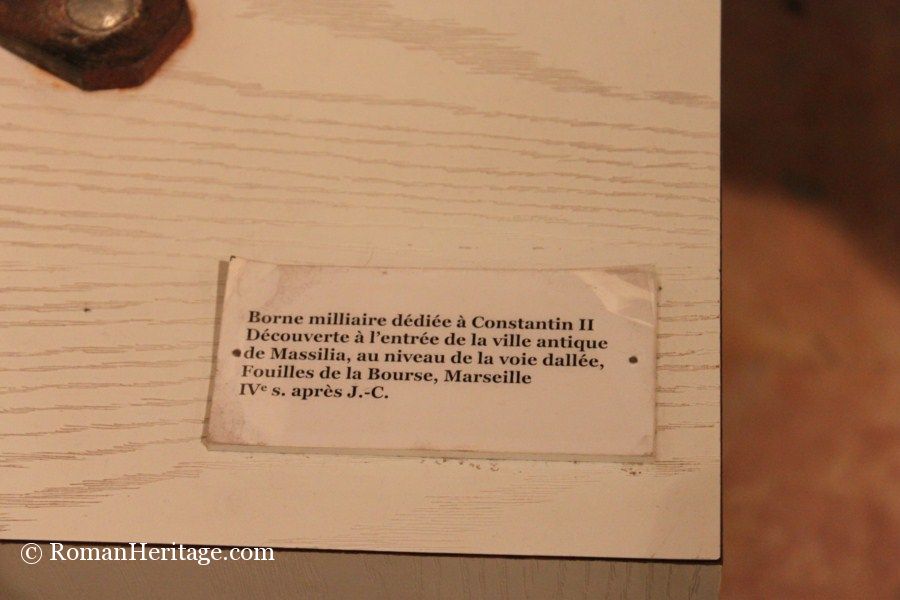 Borne milliaire dédiée à Constantin II
Découverte à l'entrée de la ville antique
de Massilia, au niveau de la voie dallée,
Fouilles de la Bourse, Marseille
IVᵉ s. après J.-C.
© RomanHeritage.com